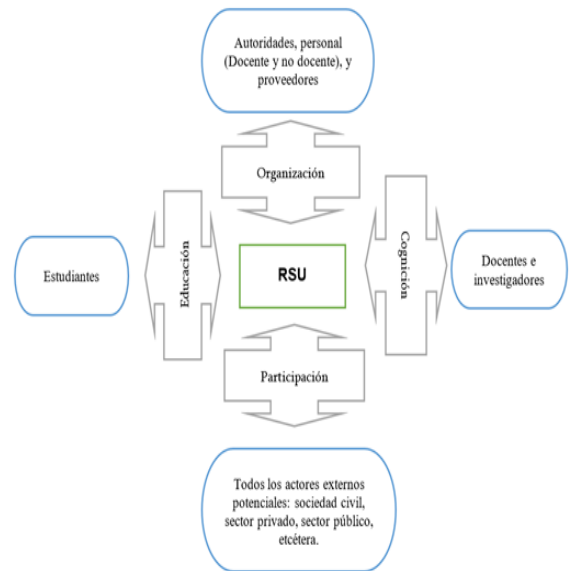 Autoridades, personal
(Docente y no docente), y
proveedores
Organización
Educación
Estudiantes
RSU
Cognición
Docentes e
investigadores
Participación
Todos los actores externos
potenciales: sociedad civil,
sector privado, sector público,
etcétera.